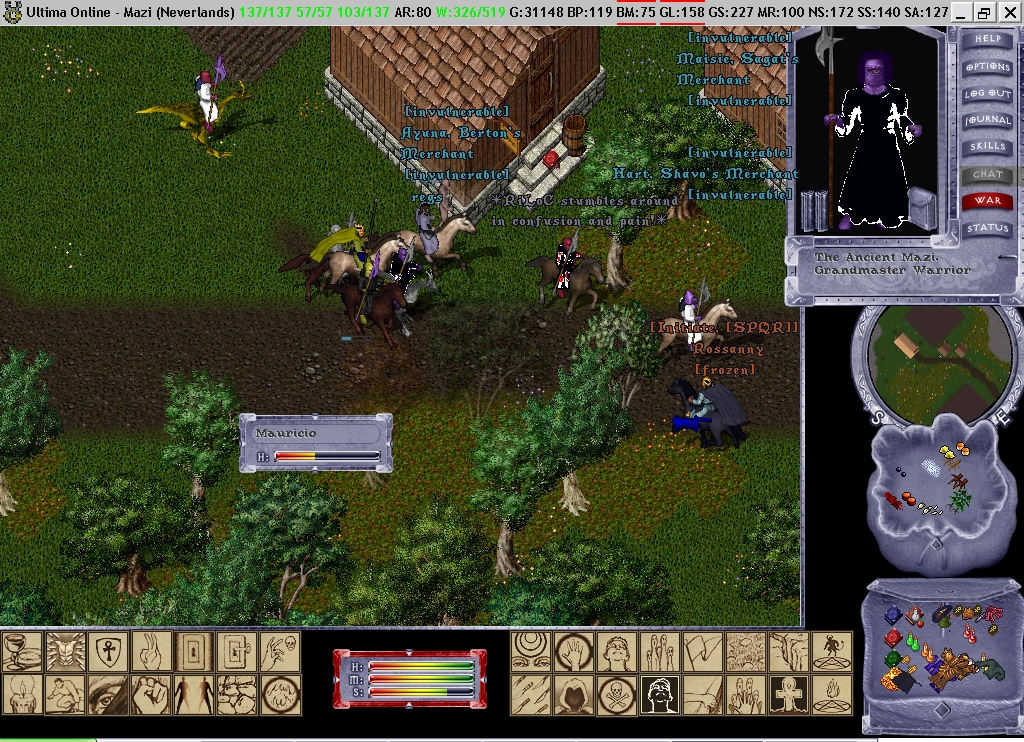 Ultima Online - Mazi (Neverlands) 137/137 57/57 103/137 AR:80 W:326/519 G:31148 BP:119 BM:75 GL:158 GS:227 MR:100 NS:172 SS:140 SA:127
[invulnerable]
Maisie, Sagat's
Merchant
[invulnerable]
[invulnerable]
Ayuna, Berton's
Merchant
[invulnerable]
regs
[invulnerable]
Hart, Shavo's Merchant
[invulnerable]
*RiLoC stumbles around
in confusion and pain!*
[Initiate, [SPQR]]
Rossanny
[frozen]
Mauricio
H:
HELP
OPTIONS
LOG OUT
JOURNAL
SKILLS
CHAT
WAR
STATUS
The Ancient Mazi,
Grandmaster Warrior
S
E
H:
M:
S: